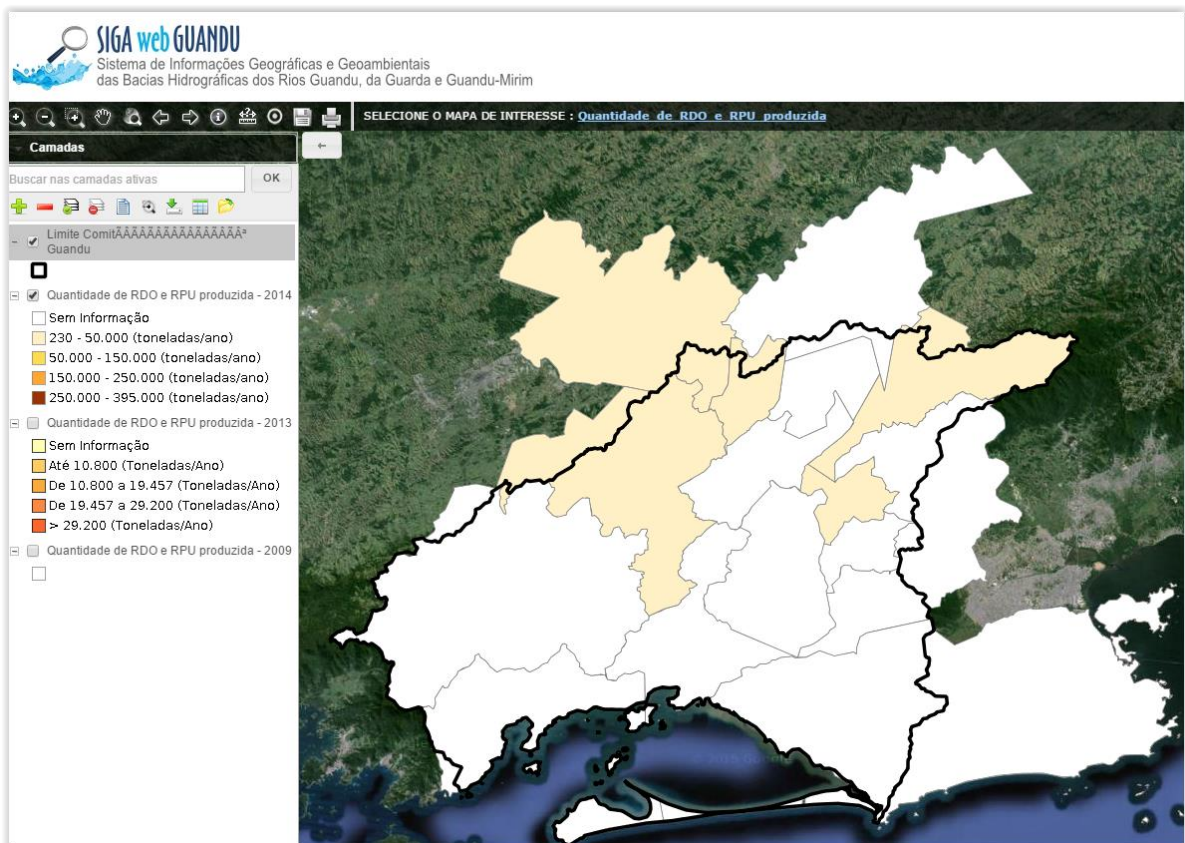 SIGA web GUANDU
Sistema de Informações Geográficas e Geoambientais
das Bacias Hidrográficas dos Rios Guandu, da Guarda e Guandu-Mirim
SELECIONE O MAPA DE INTERESSE : Quantidade de RDO e RPU produzida
Camadas
Buscar nas camadas ativas
OK
Guandu
Quantidade de RDO e RPU produzida - 2014
Sem Informação
230 - 50.000 (toneladas/ano)
50.000 - 150.000 (toneladas/ano)
150.000 - 250.000 (toneladas/ano)
250.000 - 395.000 (toneladas/ano)
Quantidade de RDO e RPU produzida - 2013
Sem Informação
Até 10.800 (Toneladas/Ano)
De 10.800 a 19.457 (Toneladas/Ano)
De 19.457 a 29.200 (Toneladas/Ano)
> 29.200 (Toneladas/Ano)
Quantidade de RDO e RPU produzida - 2009